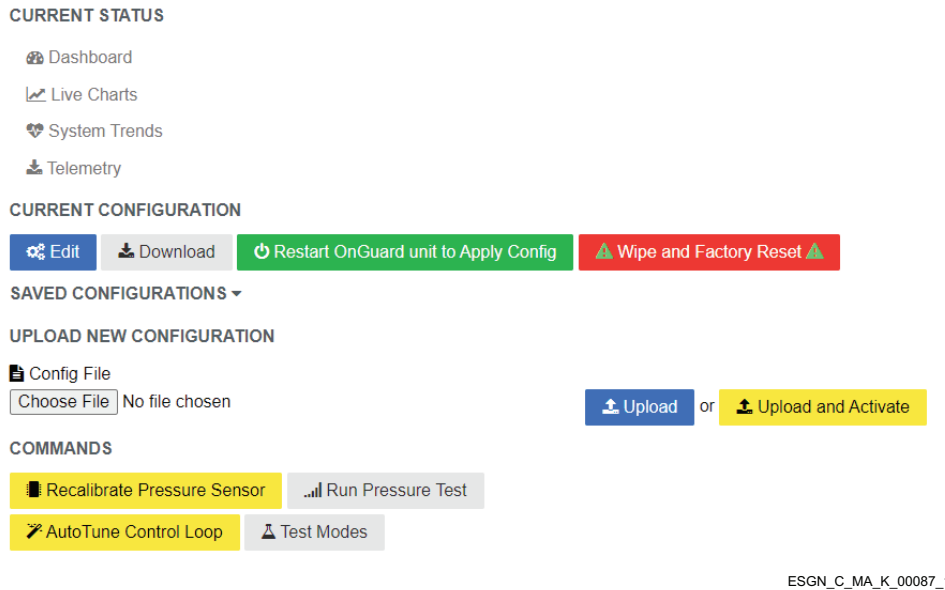 CURRENT STATUS
Dashboard
Live Charts
System Trends
Telemetry
CURRENT CONFIGURATION
Edit Download Restart OnGuard unit to Apply Config Wipe and Factory Reset
SAVED CONFIGURATIONS
UPLOAD NEW CONFIGURATION
Config File
Choose File No file chosen Upload or Upload and Activate
COMMANDS
Recalibrate Pressure Sensor Run Pressure Test
AutoTune Control Loop Test Modes
ESGN_C_MA_K_00087_